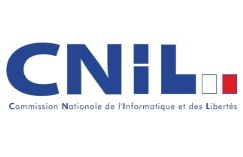 CNIL
Commission Nationale de l'Informatique et des Libertés